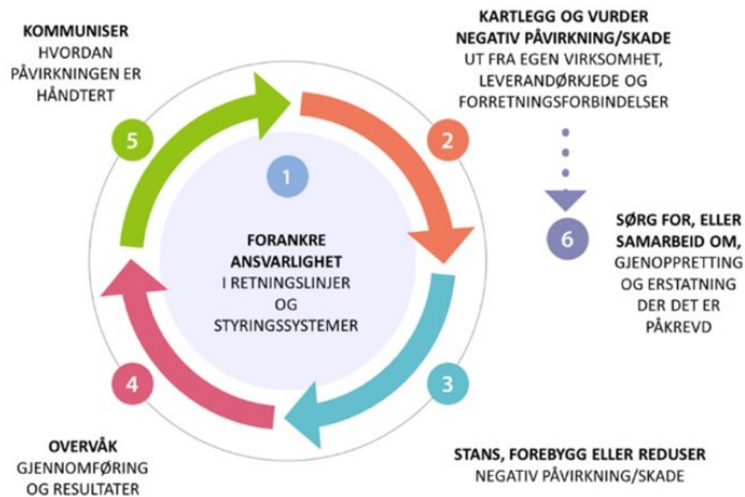 KOMMUNISER
HVORDAN
PÅVIRKNINGEN ER
HÅNDTERT
5
KARTLEGG OG VURDER
NEGATIV PÅVIRKNING/SKADE
UT FRA EGEN VIRKSOMHET,
LEVERANDØRKJEDE OG
FORRETNINGSFORBINDELSER
2
1
FORANKRE
ANSVARLIGHET
I RETNINGSLINJER
OG
STYRINGSSYSTEMER
6
SØRG FOR, ELLER
SAMARBEID OM,
GJENOPPRETTING
OG ERSTATNING
DER DET ER
PÅKREVD
4
3
OVERVÅK
GJENNOMFØRING
OG RESULTATER
STANS, FOREBYGG ELLER REDUSER
NEGATIV PÅVIRKNING/SKADE